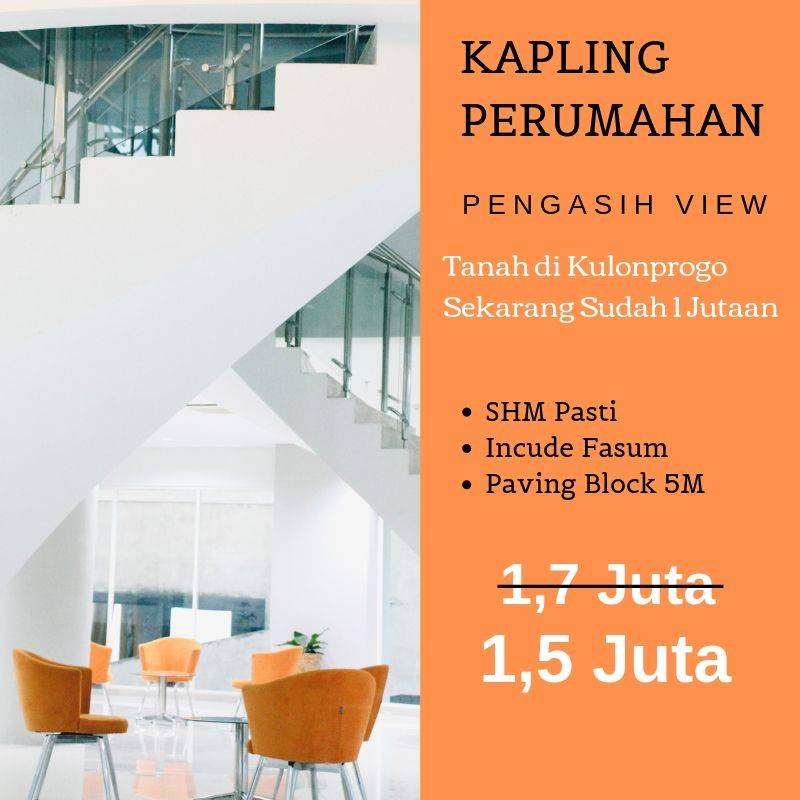 KAPLING
PERUMAHAN
PENGASIH VIEW
Tanah di Kulonprogo
Sekarang Sudah 1 Jutaan
• SHM Pasti
• Incude Fasum
• Paving Block 5M
1,7 Juta
1,5 Juta